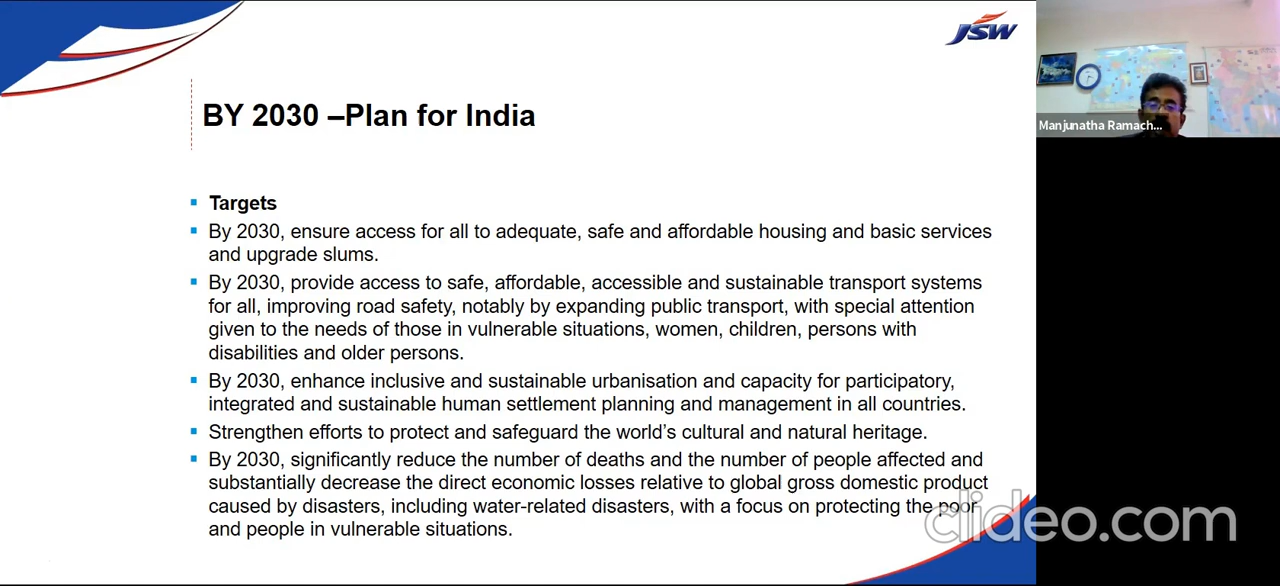 JSW
Manjunatha Ramach...
BY 2030 –Plan for India
Targets
By 2030, ensure access for all to adequate, safe and affordable housing and basic services
and upgrade slums.
By 2030, provide access to safe, affordable, accessible and sustainable transport systems
for all, improving road safety, notably by expanding public transport, with special attention
given to the needs of those in vulnerable situations, women, children, persons with
disabilities and older persons.
By 2030, enhance inclusive and sustainable urbanisation and capacity for participatory,
integrated and sustainable human settlement planning and management in all countries.
Strengthen efforts to protect and safeguard the world’s cultural and natural heritage.
By 2030, significantly reduce the number of deaths and the number of people affected and
substantially decrease the direct economic losses relative to global gross domestic product
caused by disasters, including water-related disasters, with a focus on protecting the poor
and people in vulnerable situations.
clideo.com